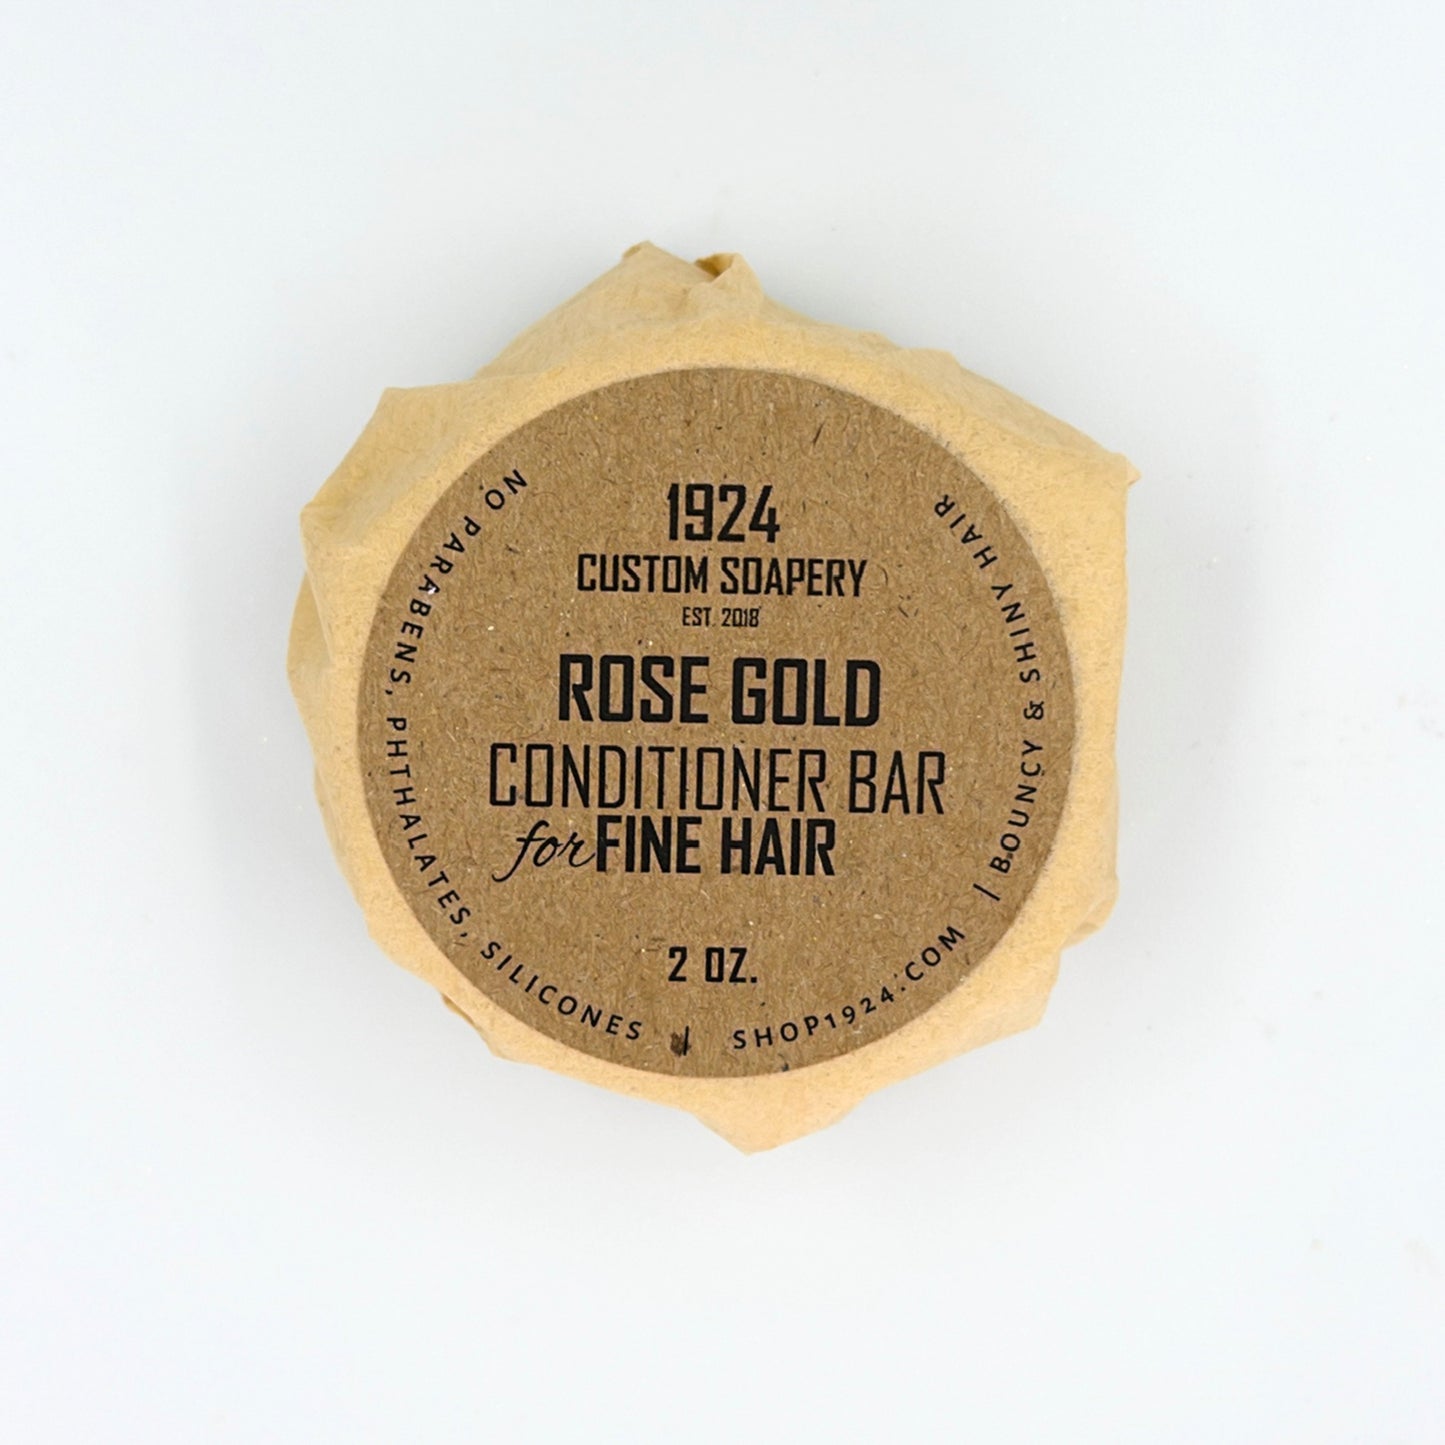 1924
CUSTOM SOAPERY
EST. 2018
ROSE GOLD
CONDITIONER BAR
for FINE HAIR
2 OZ.
NO PARABENS, PHTHALATES, SILICONES | SHOP1924.COM | BOUNCY & SHINY HAIR